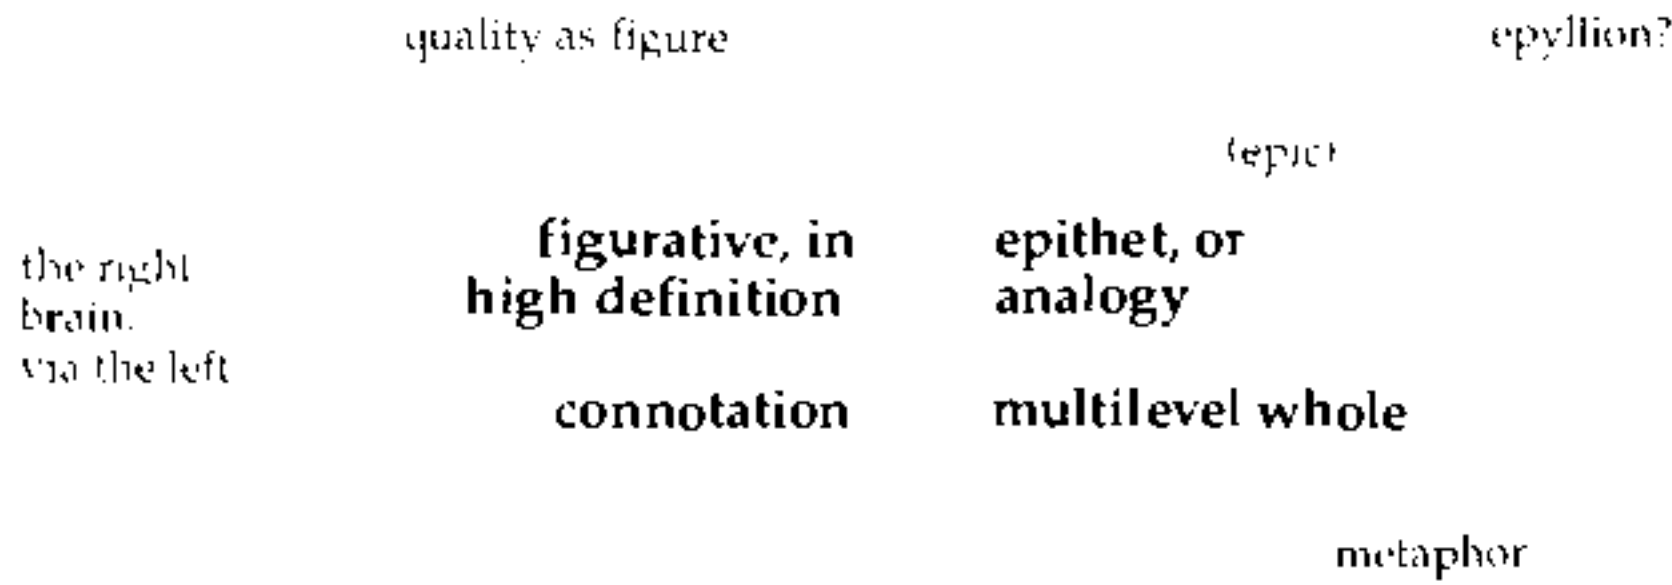 quality as figure
epyllion?
(epic)
figurative, in
high definition
epithet, or
analogy
the right
brain.
via the left
connotation
multilevel whole
metaphor